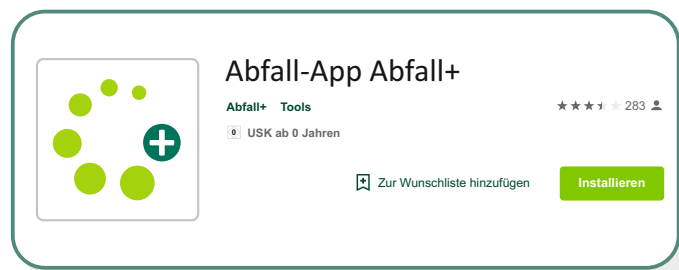 Abfall-App Abfall+
Abfall+ Tools
283
0 USK ab 0 Jahren
Zur Wunschliste hinzufügen
Installieren